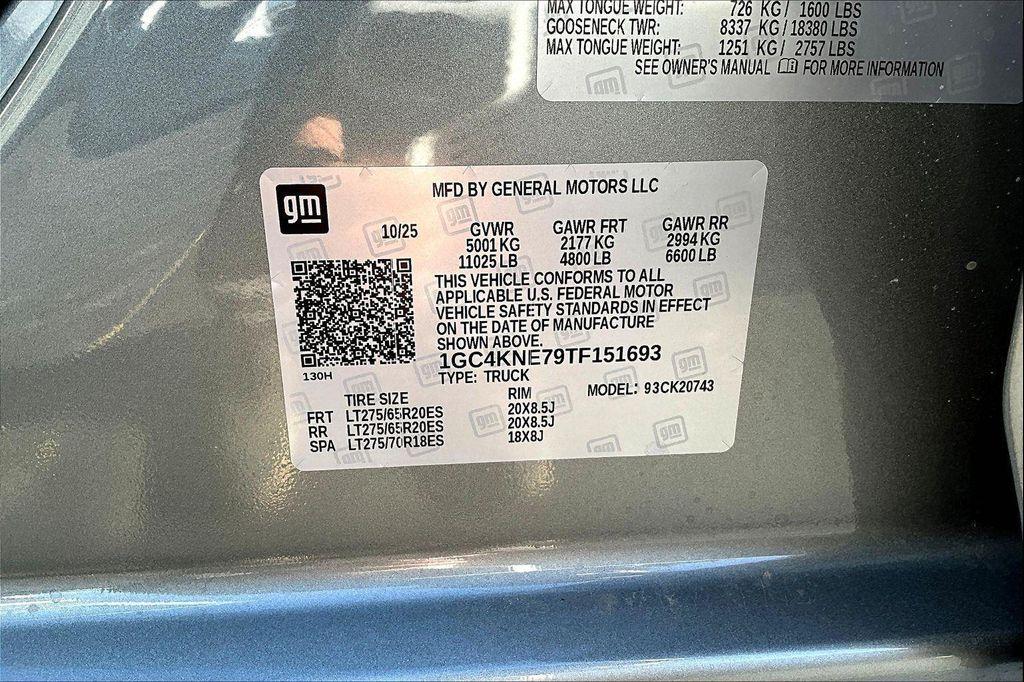 MAX TONGUE WEIGHT: 726 KG/ 1600 LBS
GOOSENECK TWR: 8337 KG/18380 LBS
MAX TONGUE WEIGHT: 1251 KG/ 2757 LBS
SEE OWNER'S MANUAL FOR MORE INFORMATION
gm
MFD BY GENERAL MOTORS LLC
10/25 GVWR GAWR FRT GAWR RR
5001 KG 2177 KG 2994 KG
11025 LB 4800 LB 6600 LB
THIS VEHICLE CONFORMS TO ALL
APPLICABLE U.S. FEDERAL MOTOR
VEHICLE SAFETY STANDARDS IN EFFECT
ON THE DATE OF MANUFACTURE
SHOWN ABOVE.
1GC4KNE79TF151693
130H
TYPE: TRUCK MODEL: 93CK20743
TIRE SIZE RIM
FRT LT275/65R20ES 20X8.5J
RR LT275/65R20ES 20X8.5J
SPA LT275/70R18ES 18X8J